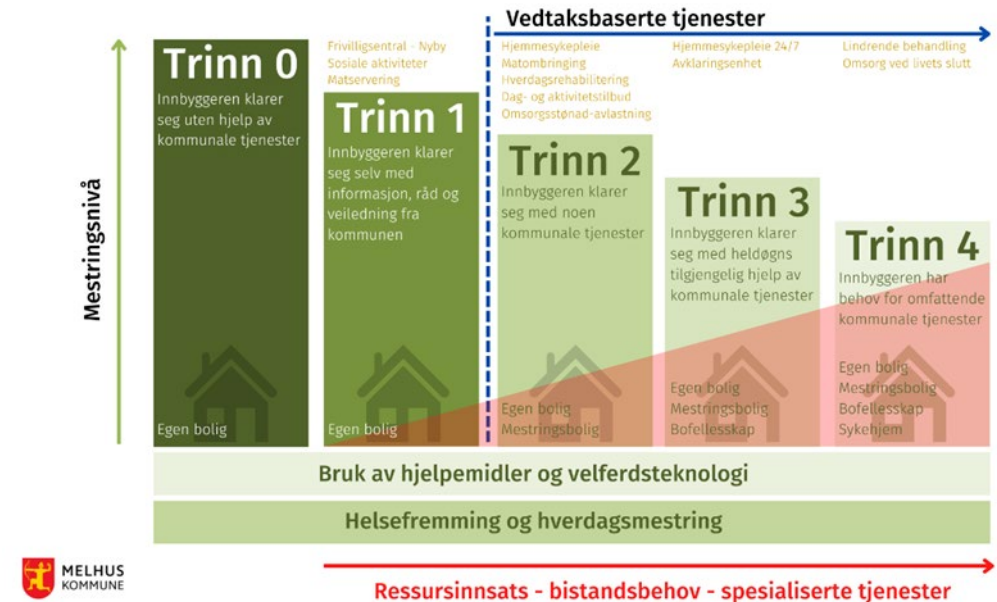 Vedtaksbaserte tjenester
Mestringsnivå
Trinn 0
Innbyggeren klarer
seg uten hjelp av
kommunale tjenester
Egen bolig
Frivilligsentral - Nyby
Sosiale aktiviteter
Matservering
Trinn 1
Innbyggeren klarer
seg selv med
informasjon, råd og
veiledning fra
kommunen
Egen bolig
Hjemmesykepleie
Matombringing
Hverdagsrehabilitering
Dag- og aktivitetstilbud
Omsorgsstønad-avlastning
Trinn 2
Innbyggeren klarer
seg med noen
kommunale tjenester
Egen bolig
Mestringsbolig
Hjemmesykepleie 24/7
Avklaringsenhet
Trinn 3
Innbyggeren klarer
seg med heldøgns
tilgjengelig hjelp av
kommunale tjenester
Egen bolig
Mestringsbolig
Bofellesskap
Lindrende behandling
Omsorg ved livets slutt
Trinn 4
Innbyggeren har
behov for omfattende
kommunale tjenester
Egen bolig
Mestringsbolig
Bofellesskap
Sykehjem
Bruk av hjelpemidler og velferdsteknologi
Helsefremming og hverdagsmestring
MELHUS
KOMMUNE
Ressursinnsats - bistandsbehov - spesialiserte tjenester